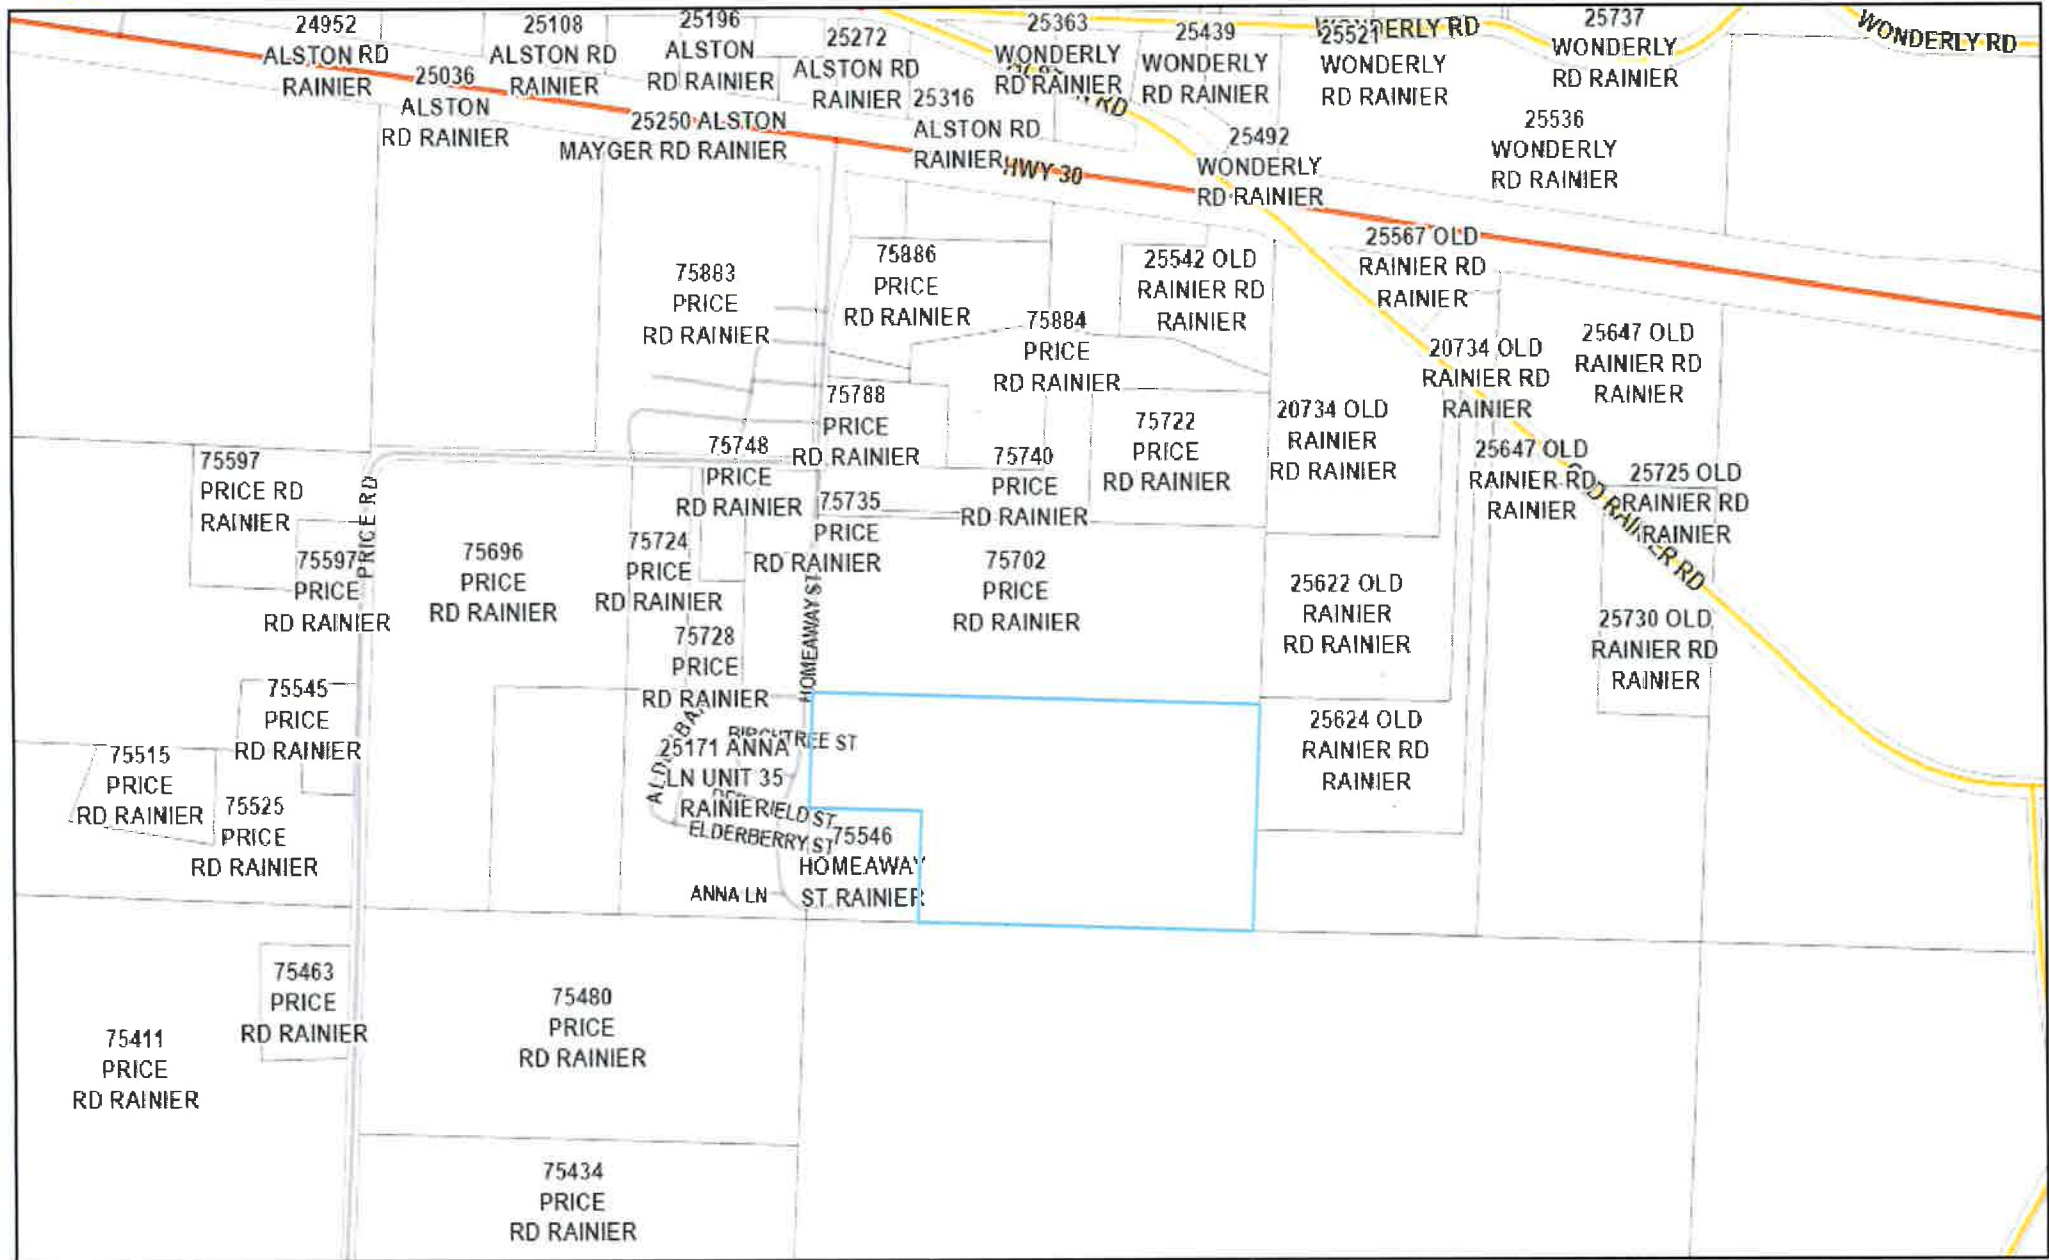 24952
ALSTON RD
RAINIER
25036
ALSTON
RD RAINIER
25108
ALSTON RD
RAINIER
25196
ALSTON
RD RAINIER
25250 ALSTON
MAYGER RD RAINIER
25272
ALSTON RD
RAINIER
25316
ALSTON RD
RAINIER
25363
WONDERLY
RD RAINIER
RD
25439
WONDERLY
RD RAINIER
WONDERLY RD
25521
WONDERLY
RD RAINIER
25737
WONDERLY
RD RAINIER
WONDERLY RD
25492
WONDERLY
RD RAINIER
25536
WONDERLY
RD RAINIER
HWY 30
75883
PRICE
RD RAINIER
75886
PRICE
RD RAINIER
75884
PRICE
RD RAINIER
25542 OLD
RAINIER RD
RAINIER
25567 OLD
RAINIER RD
RAINIER
20734 OLD
RAINIER RD
RAINIER
25647 OLD
RAINIER RD
RAINIER
75788
PRICE
RD RAINIER
75722
PRICE
RD RAINIER
20734 OLD
RAINIER
RD RAINIER
75597
PRICE RD
RAINIER
PRICE RD
75748
PRICE
RD RAINIER
75740
PRICE
RD RAINIER
25647 OLD
RAINIER RD
RAINIER
25725 OLD
RAINIER RD
RAINIER
OLD RAINIER RD
75597
PRICE
RD RAINIER
75696
PRICE
RD RAINIER
75724
PRICE
RD RAINIER
75735
PRICE
RD RAINIER
75702
PRICE
RD RAINIER
25622 OLD
RAINIER
RD RAINIER
25730 OLD
RAINIER RD
RAINIER
75728
PRICE
RD RAINIER
HOMEAWAY ST
75545
PRICE
RD RAINIER
BIRCHTREE ST
25171 ANNA
LN UNIT 35
RAINIER
ELDERBERRY ST
25624 OLD
RAINIER RD
RAINIER
75515
PRICE
RD RAINIER
75525
PRICE
RD RAINIER
75546
HOMEAWAY
ST RAINIER
ANNA LN
75463
PRICE
RD RAINIER
75411
PRICE
RD RAINIER
75480
PRICE
RD RAINIER
75434
PRICE
RD RAINIER